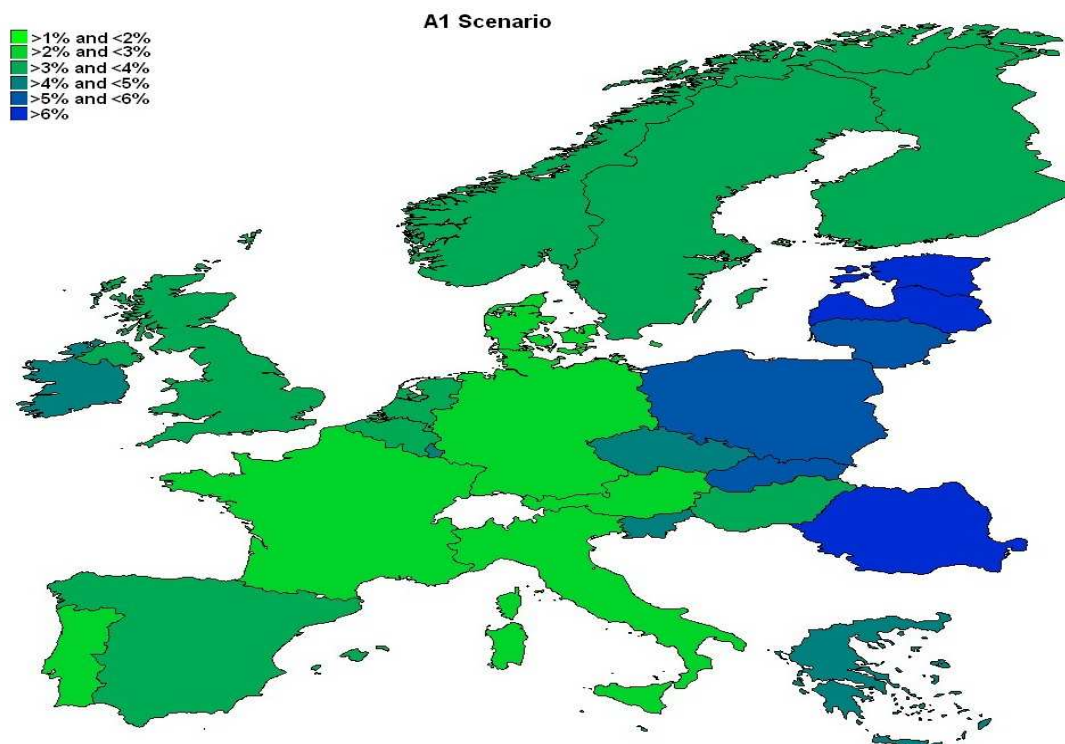 A1 Scenario
>1% and <2%
>2% and <3%
>3% and <4%
>4% and <5%
>5% and <6%
>6%